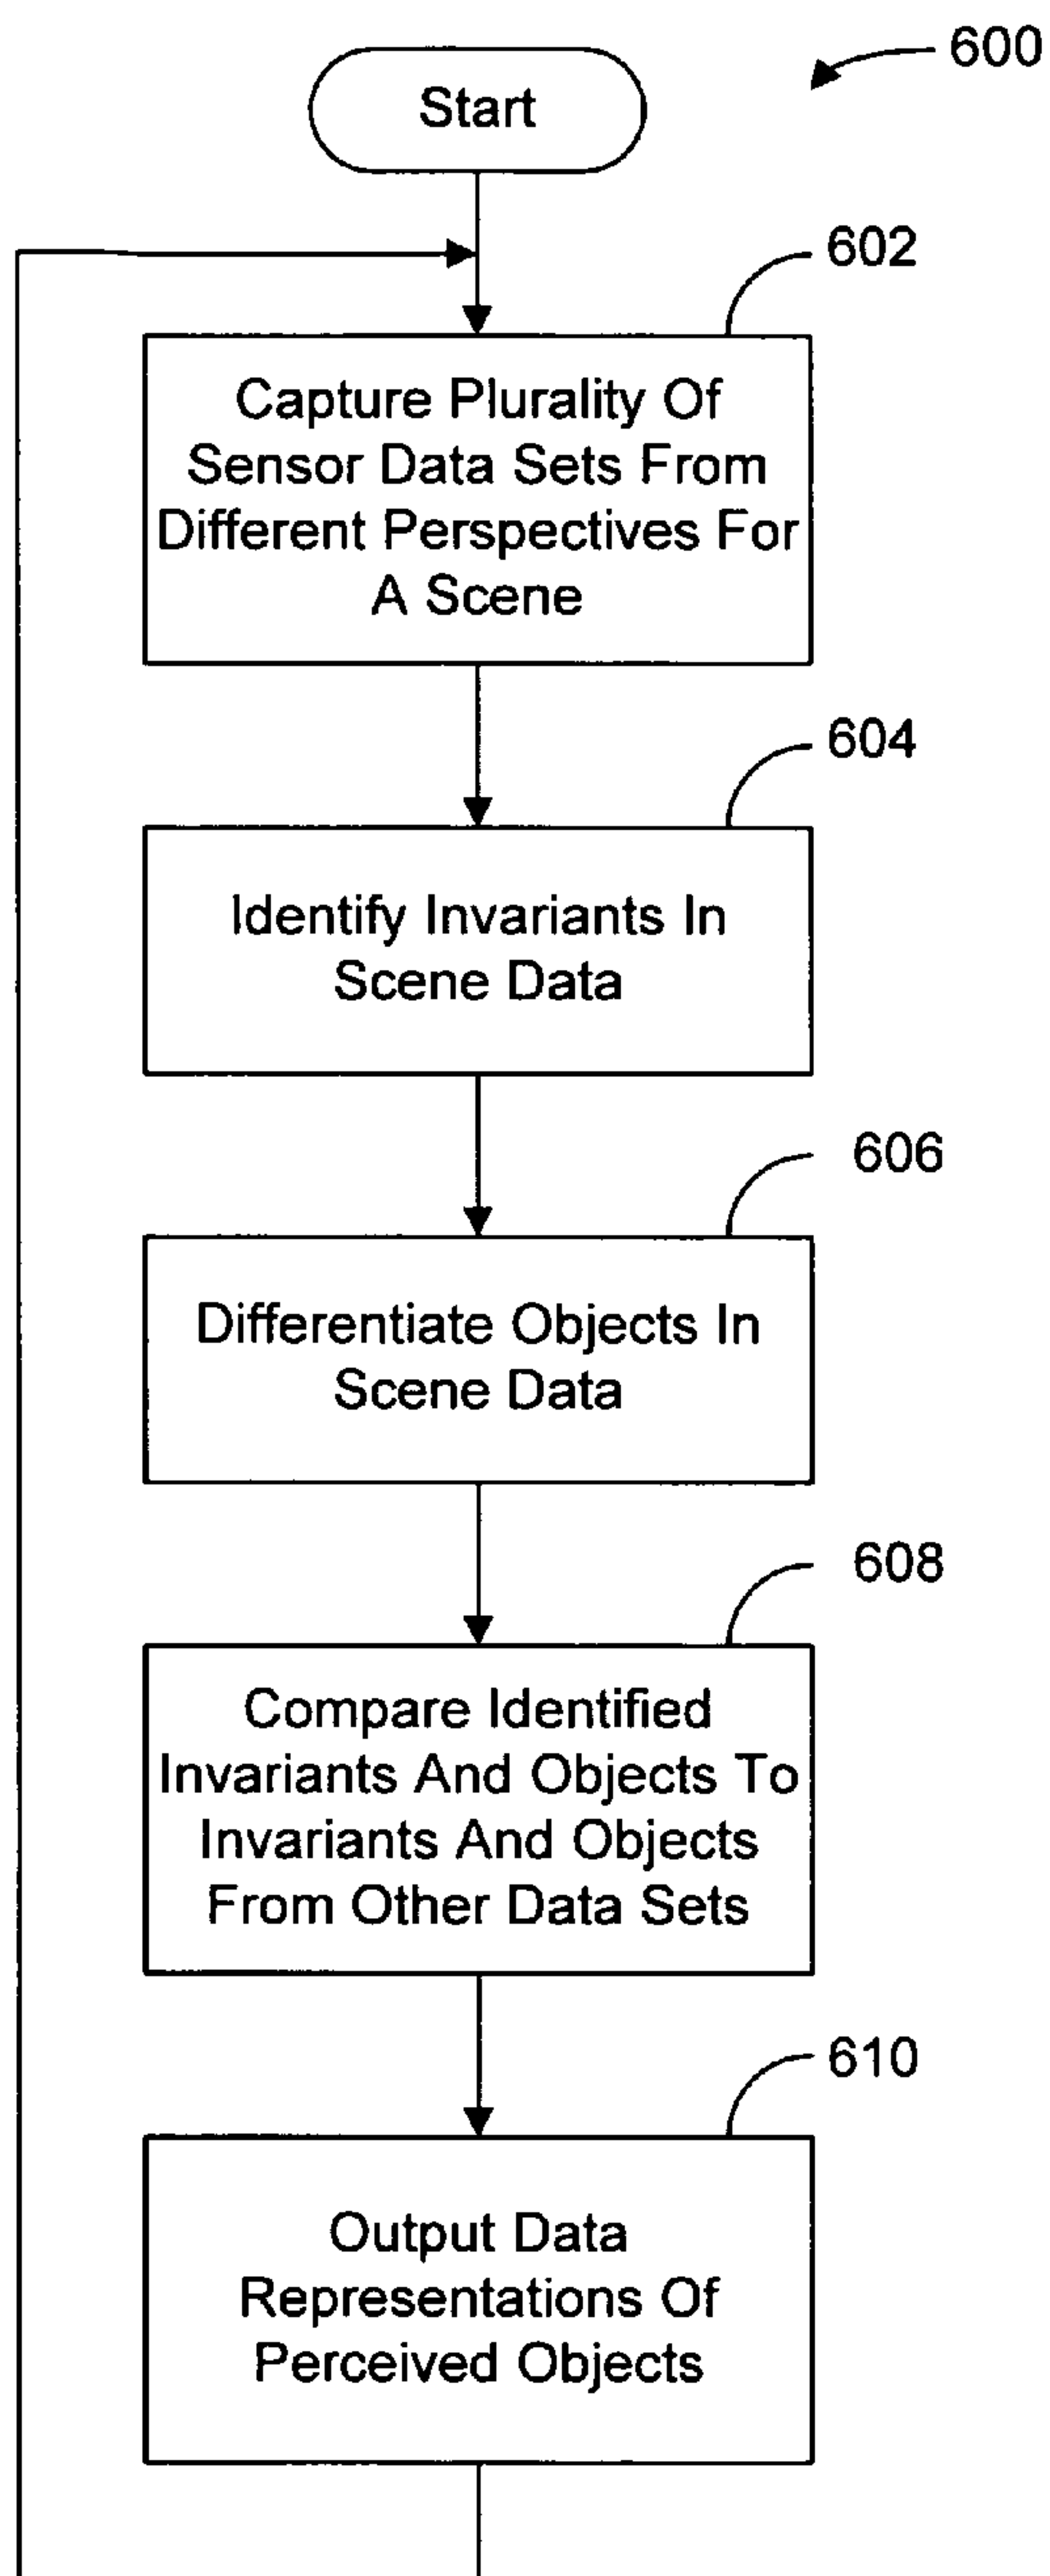 600
Start
602
Capture Plurality Of
Sensor Data Sets From
Different Perspectives For
A Scene
604
Identify Invariants In
Scene Data
606
Differentiate Objects In
Scene Data
608
Compare Identified
Invariants And Objects To
Invariants And Objects
From Other Data Sets
610
Output Data
Representations Of
Perceived Objects